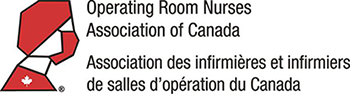 Operating Room Nurses
Association of Canada
Association des infirmières et infirmiers
de salles d'opération du Canada
®